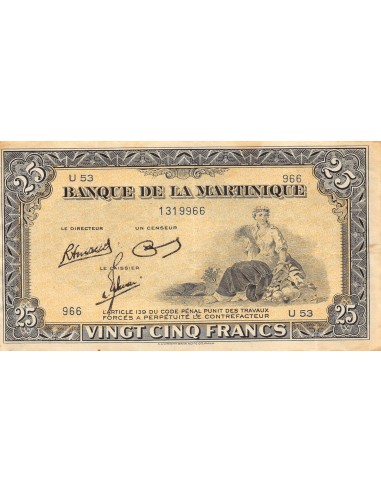 25 25
U 53 966
BANQUE DE LA MARTINIQUE
1319966
LE DIRECTEUR UN CENSEUR
LE CAISSIER
966 L'ARTICLE 139 DU CODE PÉNAL PUNIT DES TRAVAUX U 53
FORCÉS À PERPÉTUITÉ LE CONTREFACTEUR
25 VINGT CINQ FRANCS 25